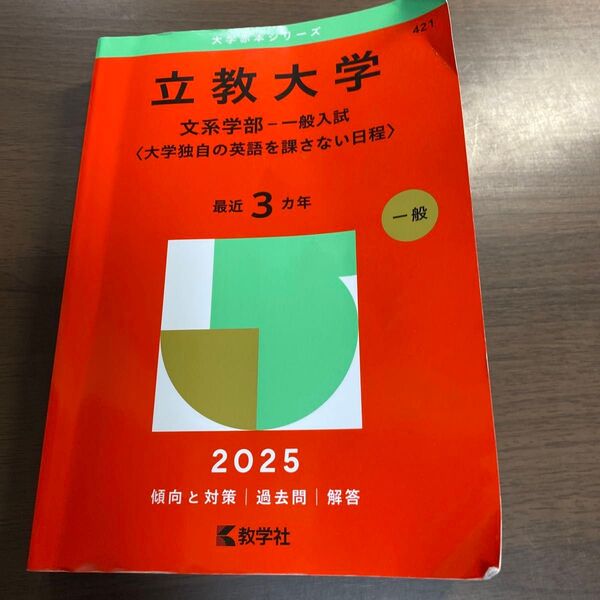 大学赤本シリーズ
421
立教大学
文系学部－一般入試
〈大学独自の英語を課さない日程〉
最近3カ年
一般
2025
傾向と対策｜過去問｜解答
教学社